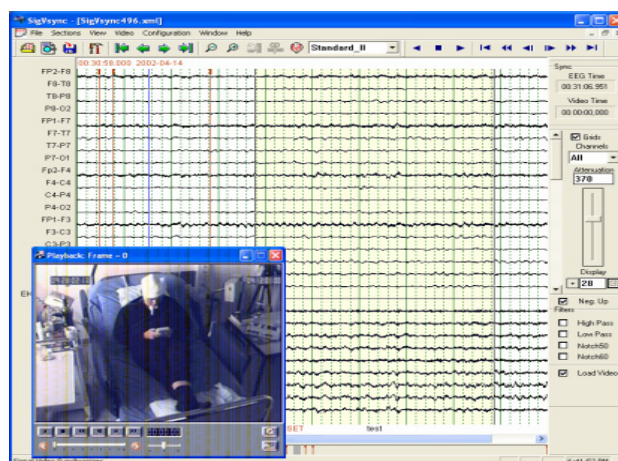 SigVsync - [SigVsync496.xml]
File Sections View Video Configuration Window Help
Standard_II
00:30:58.000 2002-04-14
FP2-F8
F8-T8
T8-P8
P8-O2
FP1-F7
F7-T7
T7-P7
P7-O1
Fp2-F4
F4-C4
C4-P4
P4-O2
FP1-F3
F3-C3
C3-P3
Sync
EEG Time
00:31:06.951
Video Time
00:00:00.000
Grids
Channels
All
Attenuation
370
Display
20
Neg. Up
Filters
High Pass
Low Pass
Notch50
Notch60
Load Video
Playback: Frame - 0
test